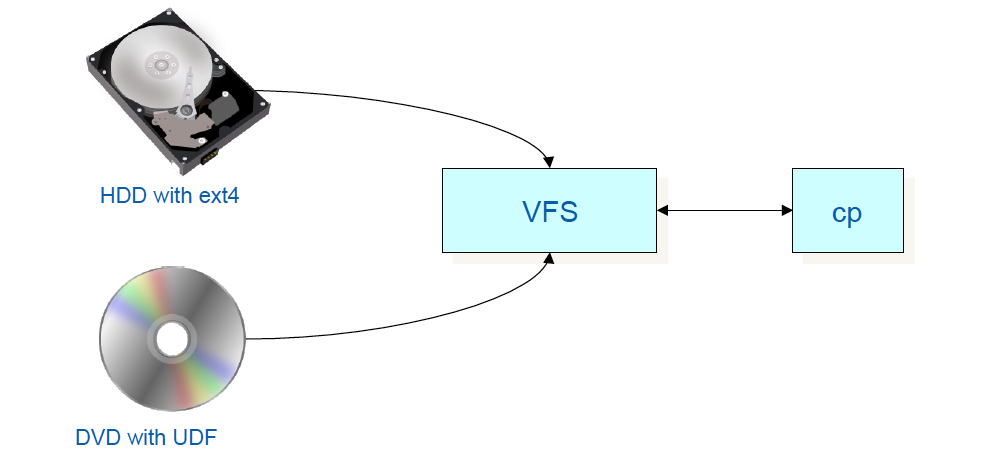 HDD with ext4
VFS
cp
DVD with UDF